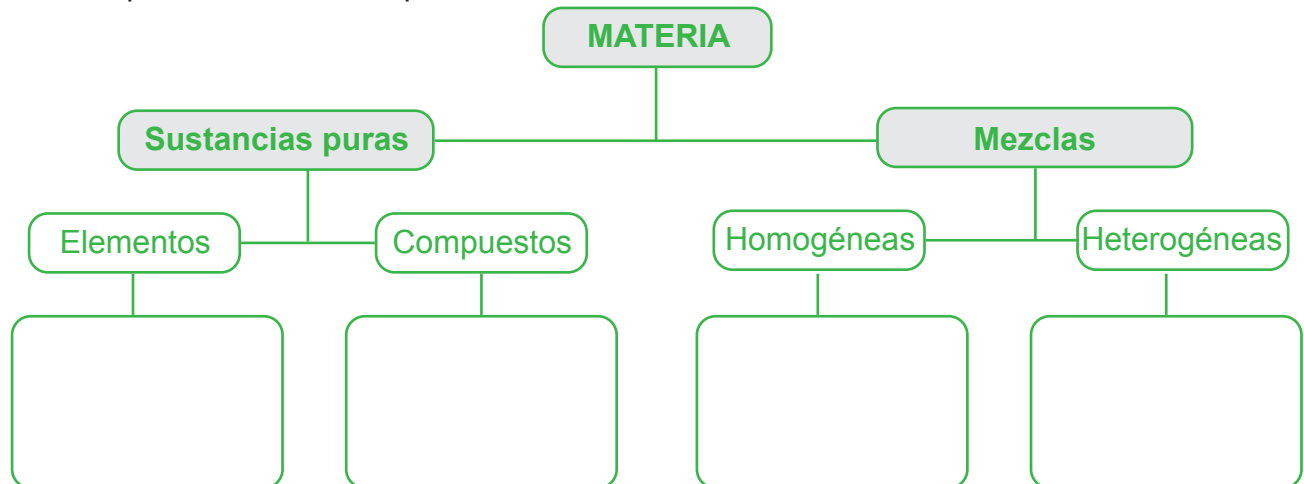 MATERIA
Sustancias puras
Mezclas
Elementos
Compuestos
Homogéneas
Heterogéneas